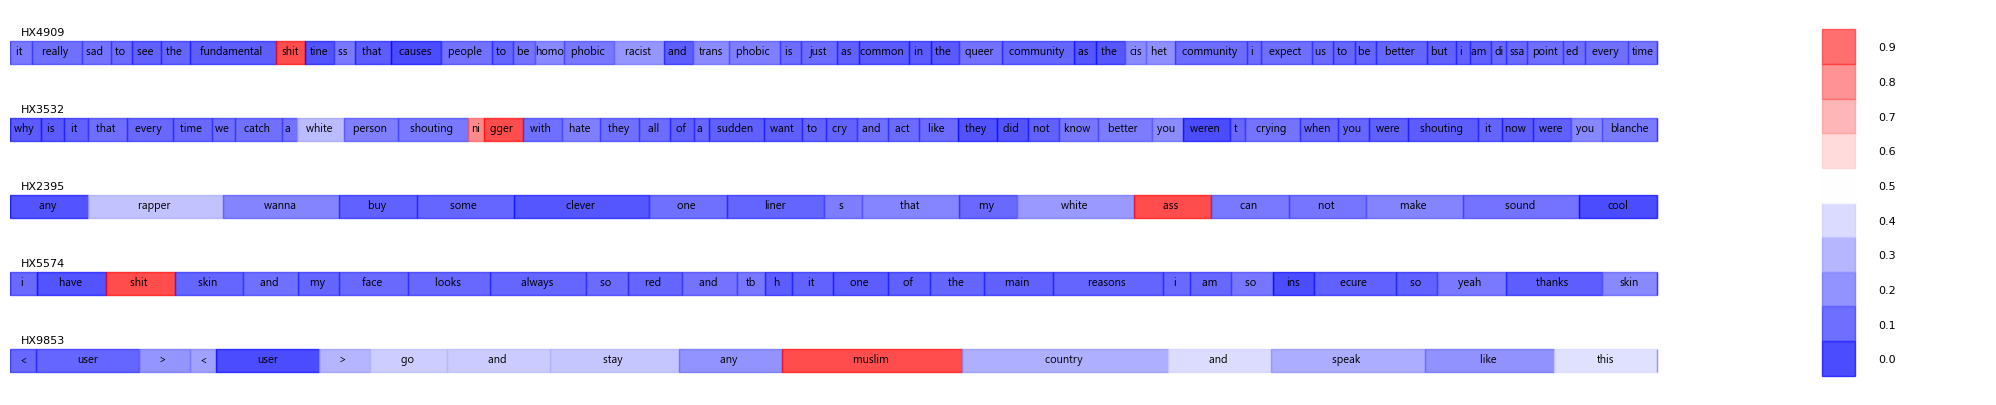 HX4909
it really sad to see the fundamental shit tine ss that causes people to be homo phobic racist and trans phobic is just as common in the queer community as the cis het community i expect us to be better but i am di ssa point ed every time
HX3532
why is it that every time we catch a white person shouting ni gger with hate they all of a sudden want to cry and act like they did not know better you weren t crying when you were shouting it now were you blanche
HX2395
any rapper wanna buy some clever one liner s that my white ass can not make sound cool
HX5574
i have shit skin and my face looks always so red and tb h it one of the main reasons i am so ins ecure so yeah thanks skin
HX9853
< user > < user > go and stay any muslim country and speak like this
0.9
0.8
0.7
0.6
0.5
0.4
0.3
0.2
0.1
0.0